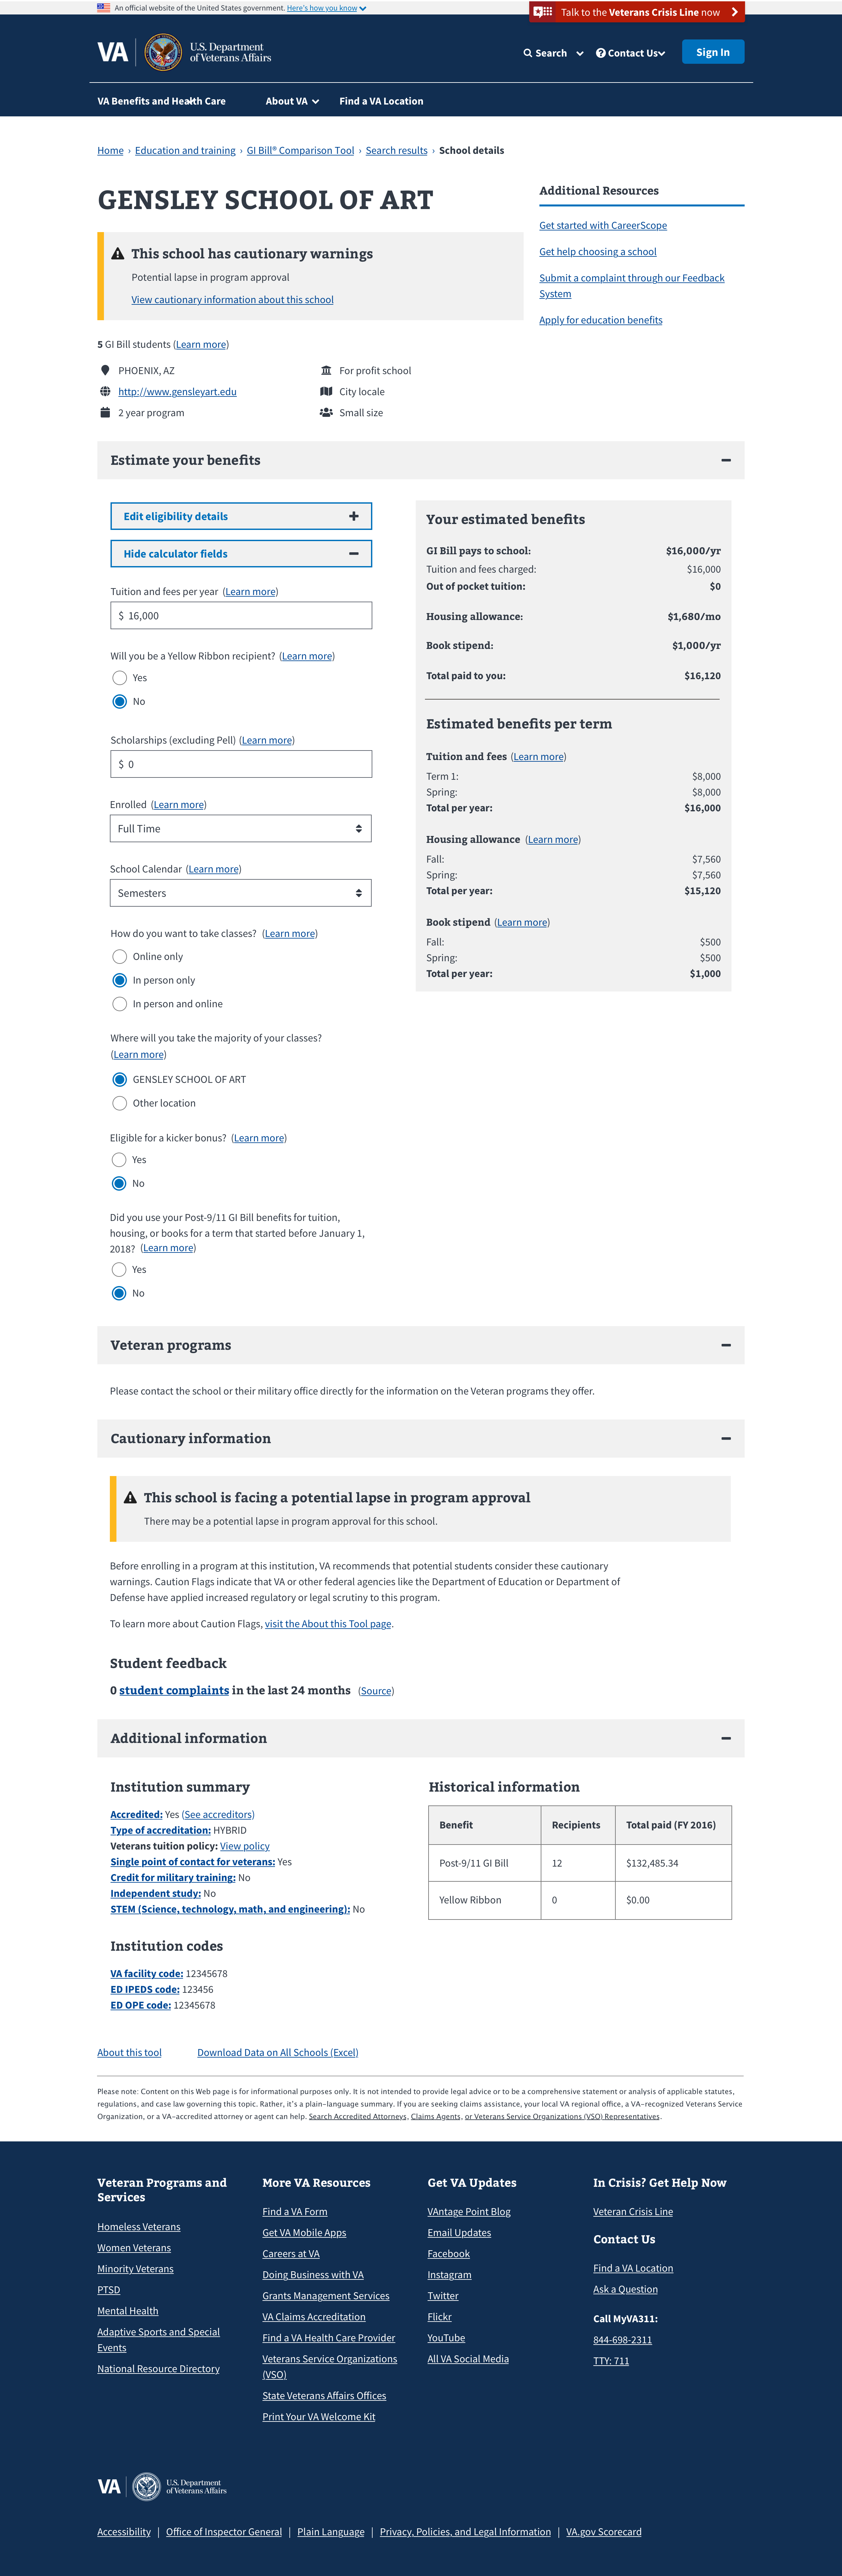 An official website of the United States government. Here's how you know
Talk to the Veterans Crisis Line now
VA
U.S. Department
of Veterans Affairs
Search
Contact Us
Sign In
VA Benefits and Health Care
About VA
Find a VA Location
Home › Education and training › GI Bill® Comparison Tool › Search results › School details
GENSLEY SCHOOL OF ART
This school has cautionary warnings
Potential lapse in program approval
View cautionary information about this school
Additional Resources
Get started with CareerScope
Get help choosing a school
Submit a complaint through our Feedback
System
Apply for education benefits
5 GI Bill students (Learn more)
PHOENIX, AZ
http://www.gensleyart.edu
2 year program
For profit school
City locale
Small size
Estimate your benefits
Edit eligibility details
Hide calculator fields
Tuition and fees per year (Learn more)
$ 16,000
Will you be a Yellow Ribbon recipient? (Learn more)
Yes
No
Scholarships (excluding Pell) (Learn more)
$ 0
Enrolled (Learn more)
Full Time
School Calendar (Learn more)
Semesters
How do you want to take classes? (Learn more)
Online only
In person only
In person and online
Where will you take the majority of your classes?
(Learn more)
GENSLEY SCHOOL OF ART
Other location
Eligible for a kicker bonus? (Learn more)
Yes
No
Did you use your Post-9/11 GI Bill benefits for tuition,
housing, or books for a term that started before January 1,
2018? (Learn more)
Yes
No
Your estimated benefits
GI Bill pays to school: $16,000/yr
Tuition and fees charged: $16,000
Out of pocket tuition: $0
Housing allowance: $1,680/mo
Book stipend: $1,000/yr
Total paid to you: $16,120
Estimated benefits per term
Tuition and fees (Learn more)
Term 1: $8,000
Spring: $8,000
Total per year: $16,000
Housing allowance (Learn more)
Fall: $7,560
Spring: $7,560
Total per year: $15,120
Book stipend (Learn more)
Fall: $500
Spring: $500
Total per year: $1,000
Veteran programs
Please contact the school or their military office directly for the information on the Veteran programs they offer.
Cautionary information
This school is facing a potential lapse in program approval
There may be a potential lapse in program approval for this school.
Before enrolling in a program at this institution, VA recommends that potential students consider these cautionary
warnings. Caution Flags indicate that VA or other federal agencies like the Department of Education or Department of
Defense have applied increased regulatory or legal scrutiny to this program.
To learn more about Caution Flags, visit the About this Tool page.
Student feedback
0 student complaints in the last 24 months (Source)
Additional information
Institution summary
Accredited: Yes (See accreditors)
Type of accreditation: HYBRID
Veterans tuition policy: View policy
Single point of contact for veterans: Yes
Credit for military training: No
Independent study: No
STEM (Science, technology, math, and engineering): No
Historical information
Benefit Recipients Total paid (FY 2016)
Post-9/11 GI Bill 12 $132,485.34
Yellow Ribbon 0 $0.00
Institution codes
VA facility code: 12345678
ED IPEDS code: 123456
ED OPE code: 12345678
About this tool
Download Data on All Schools (Excel)
Please note: Content on this Web page is for informational purposes only. It is not intended to provide legal advice or to be a comprehensive statement or analysis of applicable statutes,
regulations, and case law governing this topic. Rather, it's a plain-language summary. If you are seeking claims assistance, your local VA regional office, a VA-recognized Veterans Service
Organization, or a VA-accredited attorney or agent can help. Search Accredited Attorneys, Claims Agents, or Veterans Service Organizations (VSO) Representatives.
Veteran Programs and
Services
Homeless Veterans
Women Veterans
Minority Veterans
PTSD
Mental Health
Adaptive Sports and Special
Events
National Resource Directory
More VA Resources
Find a VA Form
Get VA Mobile Apps
Careers at VA
Doing Business with VA
Grants Management Services
VA Claims Accreditation
Find a VA Health Care Provider
Veterans Service Organizations
(VSO)
State Veterans Affairs Offices
Print Your VA Welcome Kit
Get VA Updates
VAntage Point Blog
Email Updates
Facebook
Instagram
Twitter
Flickr
YouTube
All VA Social Media
In Crisis? Get Help Now
Veteran Crisis Line
Contact Us
Find a VA Location
Ask a Question
Call MyVA311:
844-698-2311
TTY: 711
VA
U.S. Department
of Veterans Affairs
Accessibility | Office of Inspector General | Plain Language | Privacy, Policies, and Legal Information | VA.gov Scorecard